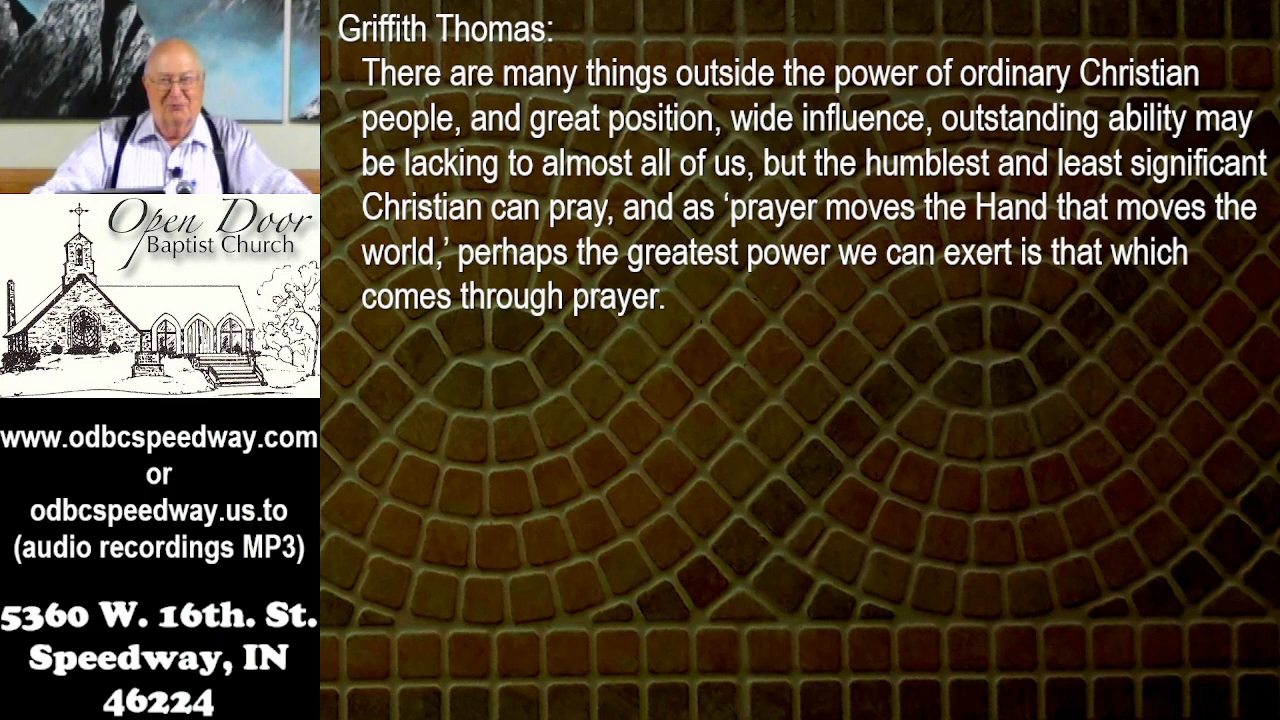 Griffith Thomas:
There are many things outside the power of ordinary Christian
people, and great position, wide influence, outstanding ability may
be lacking to almost all of us, but the humblest and least significant
Christian can pray, and as ‘prayer moves the Hand that moves the
world,’ perhaps the greatest power we can exert is that which
comes through prayer.
Open Door
Baptist Church
www.odbcspeedway.com
or
odbcspeedway.us.to
(audio recordings MP3)
5360 W. 16th. St.
Speedway, IN
46224